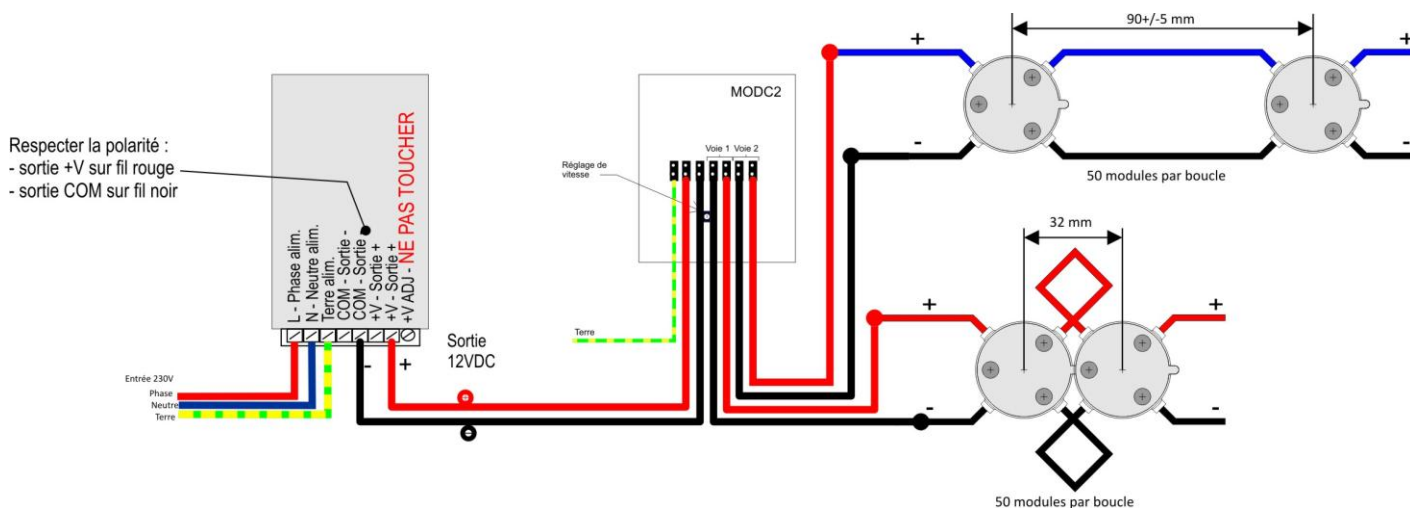 Respecter la polarité :
- sortie +V sur fil rouge
- sortie COM sur fil noir
L - Phase alim.
N - Neutre alim.
Terre alim.
COM - Sortie -
COM - Sortie -
+V - Sortie +
+V - Sortie +
+V ADJ - NE PAS TOUCHER
- +
Sortie
12VDC
Entrée 230V
Phase
Neutre
Terre
MODC2
Voie 1 Voie 2
Réglage de
vitesse
Terre
90+/-5 mm
+ +
- -
50 modules par boucle
32 mm
+ +
- -
50 modules par boucle